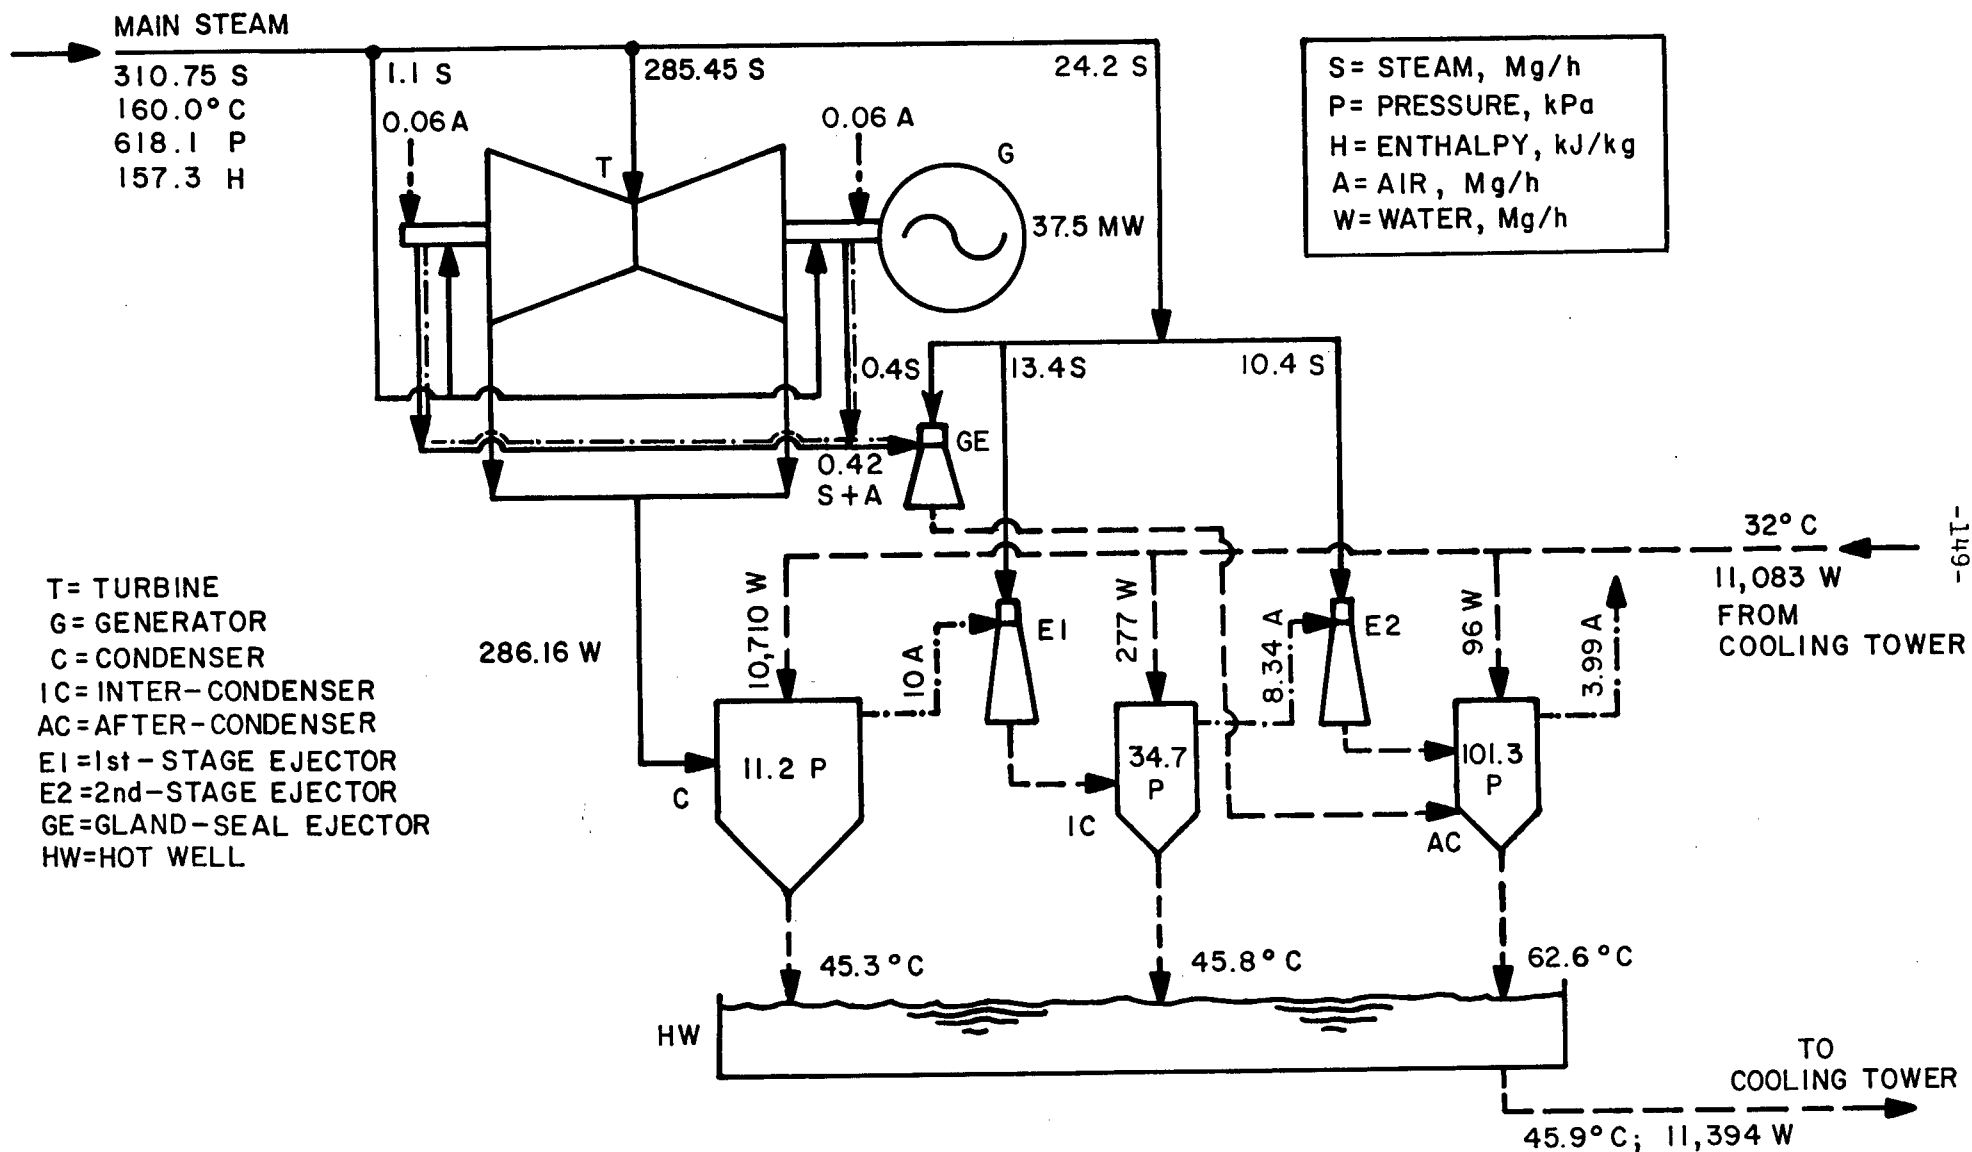 MAIN STEAM
310.75 S
160.0° C
618.1 P
157.3 H
1.1 S
285.45 S
24.2 S
0.06 A
0.06 A
T
G
37.5 MW
S= STEAM, Mg/h
P= PRESSURE, kPa
H= ENTHALPY, kJ/kg
A= AIR, Mg/h
W= WATER, Mg/h
0.4S
13.4 S
10.4 S
GE
0.42
S+A
-149-
32° C
11,083 W
FROM
COOLING TOWER
T= TURBINE
G= GENERATOR
C= CONDENSER
IC= INTER-CONDENSER
AC= AFTER-CONDENSER
E1=1st-STAGE EJECTOR
E2=2nd-STAGE EJECTOR
GE=GLAND-SEAL EJECTOR
HW=HOT WELL
286.16 W
10,710 W
10 A
E1
277 W
8.34 A
E2
96 W
3.99 A
11.2 P
C
34.7
P
IC
101.3
P
AC
45.3° C
45.8° C
62.6° C
HW
TO
COOLING TOWER
45.9° C; 11,394 W